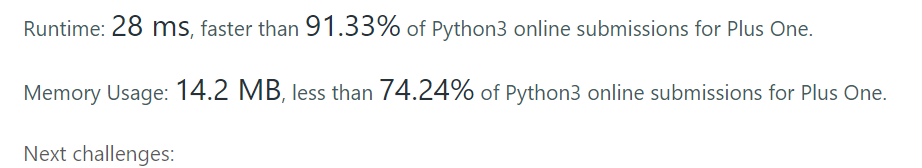 Runtime: 28 ms, faster than 91.33% of Python3 online submissions for Plus One.
Memory Usage: 14.2 MB, less than 74.24% of Python3 online submissions for Plus One.
Next challenges: